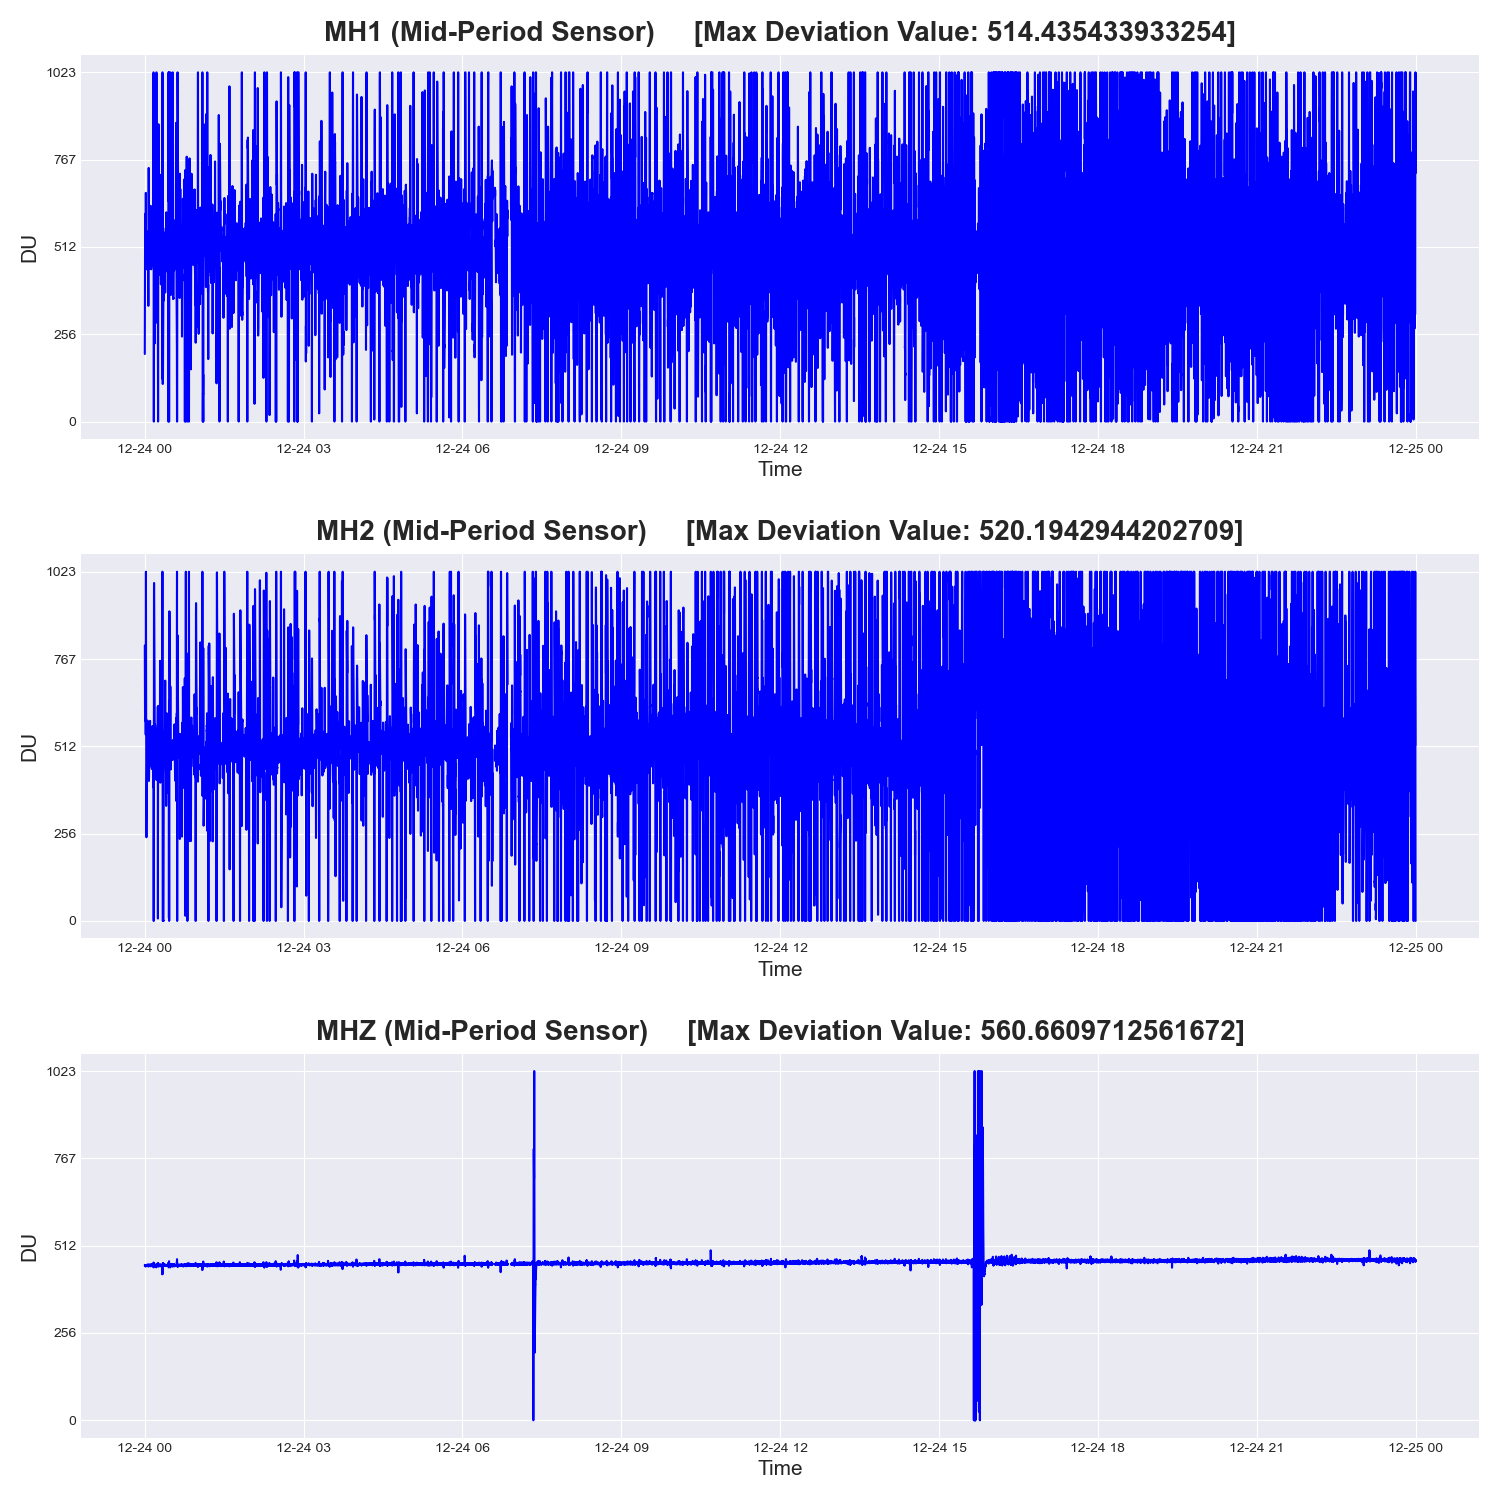 MH1 (Mid-Period Sensor) [Max Deviation Value: 514.435433933254]
1023
767
512
256
0
DU
12-24 00 12-24 03 12-24 06 12-24 09 12-24 12 12-24 15 12-24 18 12-24 21 12-25 00
Time
MH2 (Mid-Period Sensor) [Max Deviation Value: 520.1942944202709]
1023
767
512
256
0
DU
12-24 00 12-24 03 12-24 06 12-24 09 12-24 12 12-24 15 12-24 18 12-24 21 12-25 00
Time
MHZ (Mid-Period Sensor) [Max Deviation Value: 560.6609712561672]
1023
767
512
256
0
DU
12-24 00 12-24 03 12-24 06 12-24 09 12-24 12 12-24 15 12-24 18 12-24 21 12-25 00
Time